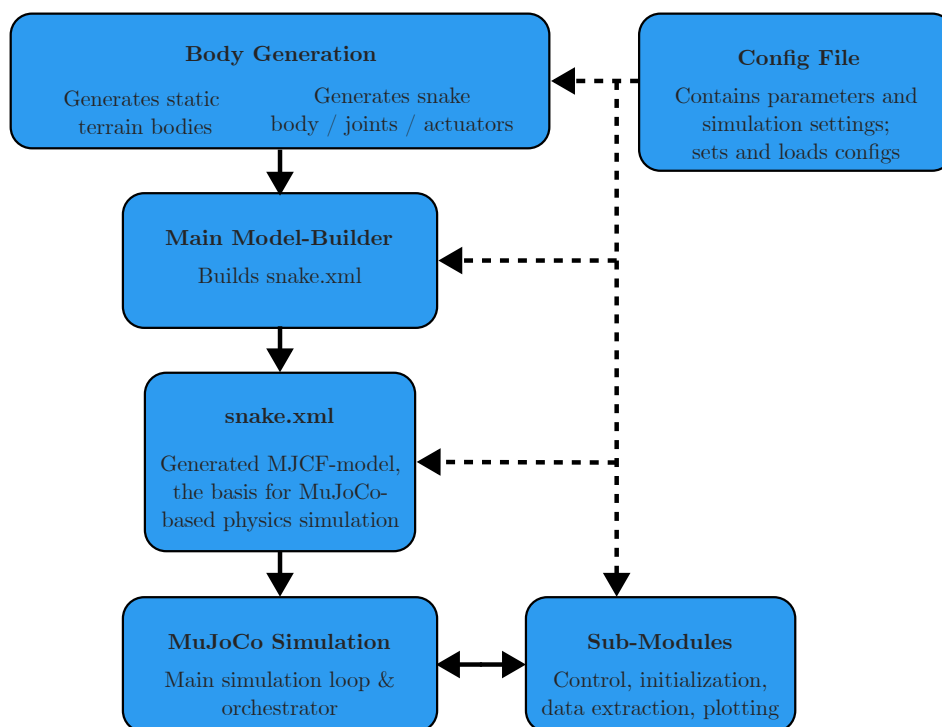 Body Generation
Generates static
terrain bodies
Generates snake
body / joints / actuators
Config File
Contains parameters and
simulation settings;
sets and loads configs
Main Model-Builder
Builds snake.xml
snake.xml
Generated MJCF-model,
the basis for MuJoCo-
based physics simulation
MuJoCo Simulation
Main simulation loop &
orchestrator
Sub-Modules
Control, initialization,
data extraction, plotting